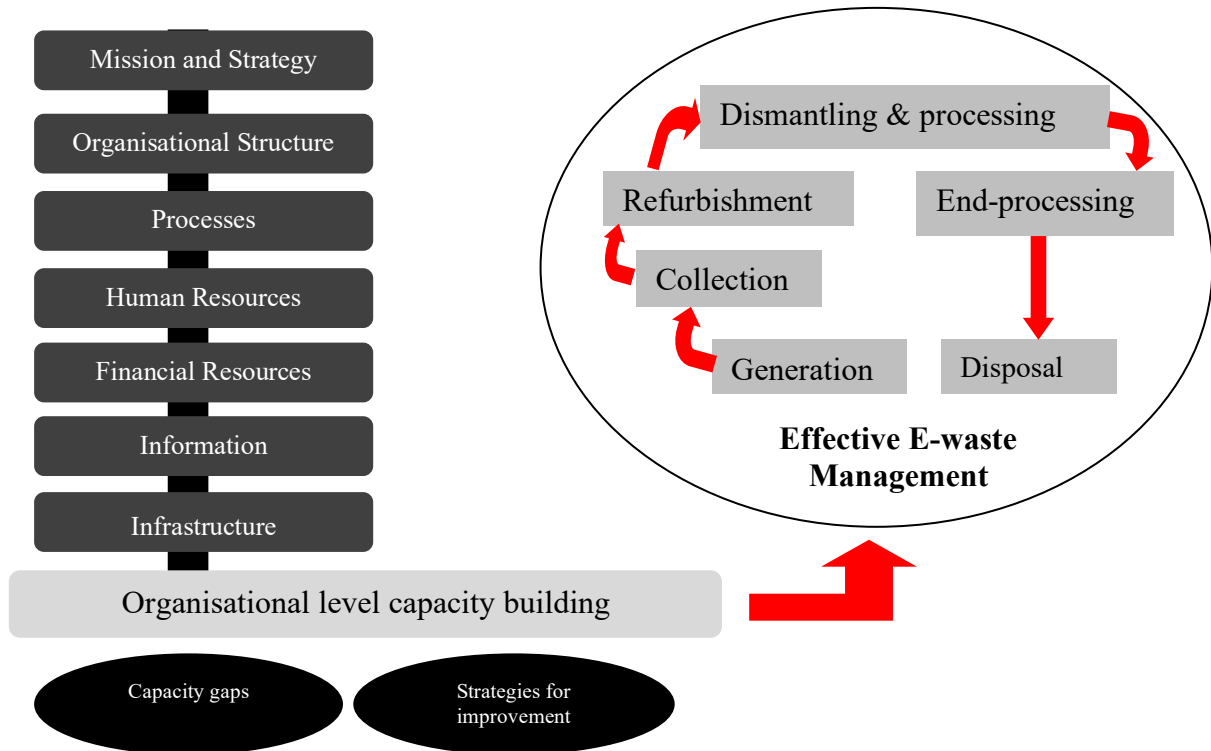 Mission and Strategy
Organisational Structure
Processes
Human Resources
Financial Resources
Information
Infrastructure
Organisational level capacity building
Capacity gaps
Strategies for
improvement
Dismantling & processing
Refurbishment
End-processing
Collection
Generation
Disposal
Effective E-waste
Management